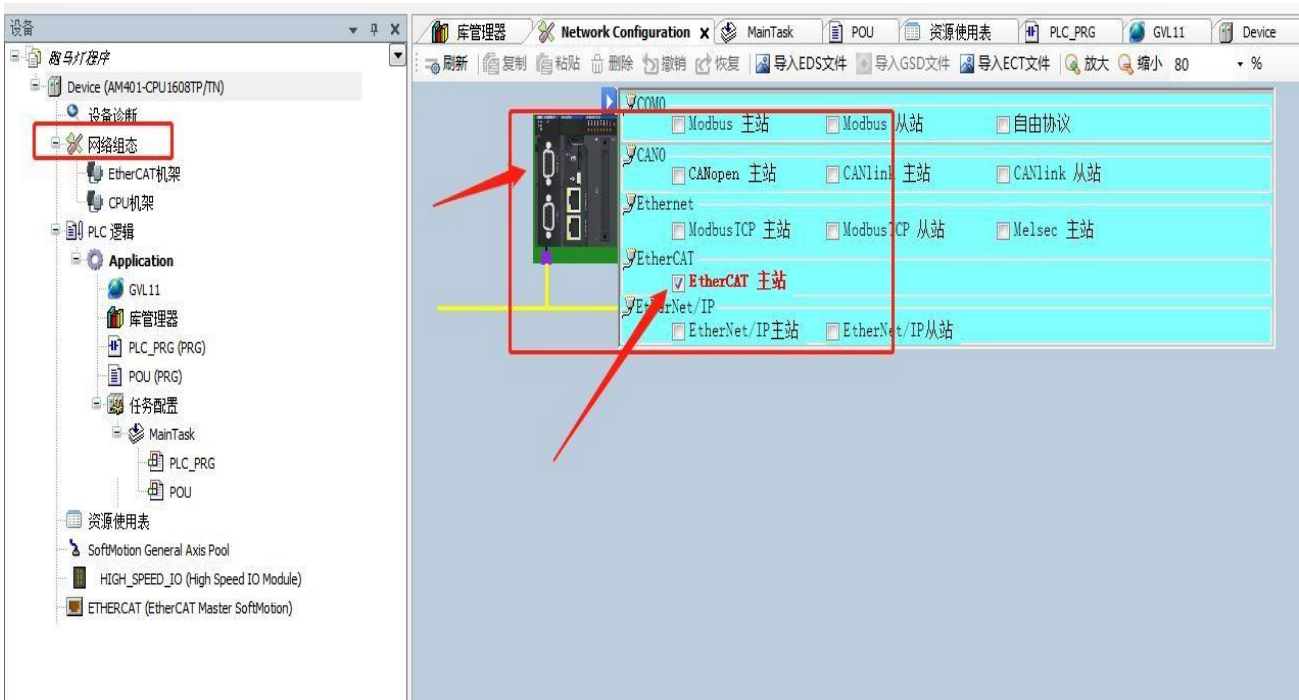 设备
跑马灯程序
Device (AM401-CPU1608TP/TN)
设备诊断
网络组态
EtherCAT机架
CPU机架
PLC 逻辑
Application
GVL11
库管理器
PLC_PRG (PRG)
POU (PRG)
任务配置
MainTask
PLC_PRG
POU
资源使用表
SoftMotion General Axis Pool
HIGH_SPEED_IO (High Speed IO Module)
ETHERCAT (EtherCAT Master SoftMotion)
库管理器 Network Configuration MainTask POU 资源使用表 PLC_PRG GVL11 Device
刷新 复制 粘贴 删除 撤销 恢复 导入EDS文件 导入GSD文件 导入ECT文件 放大 缩小 80 %
COM0
Modbus 主站 Modbus 从站 自由协议
CAN0
CANopen 主站 CANlink 主站 CANlink 从站
Ethernet
ModbusTCP 主站 ModbusTCP 从站 Melsec 主站
EtherCAT
EtherCAT 主站
EtherNet/IP
EtherNet/IP主站 EtherNet/IP从站